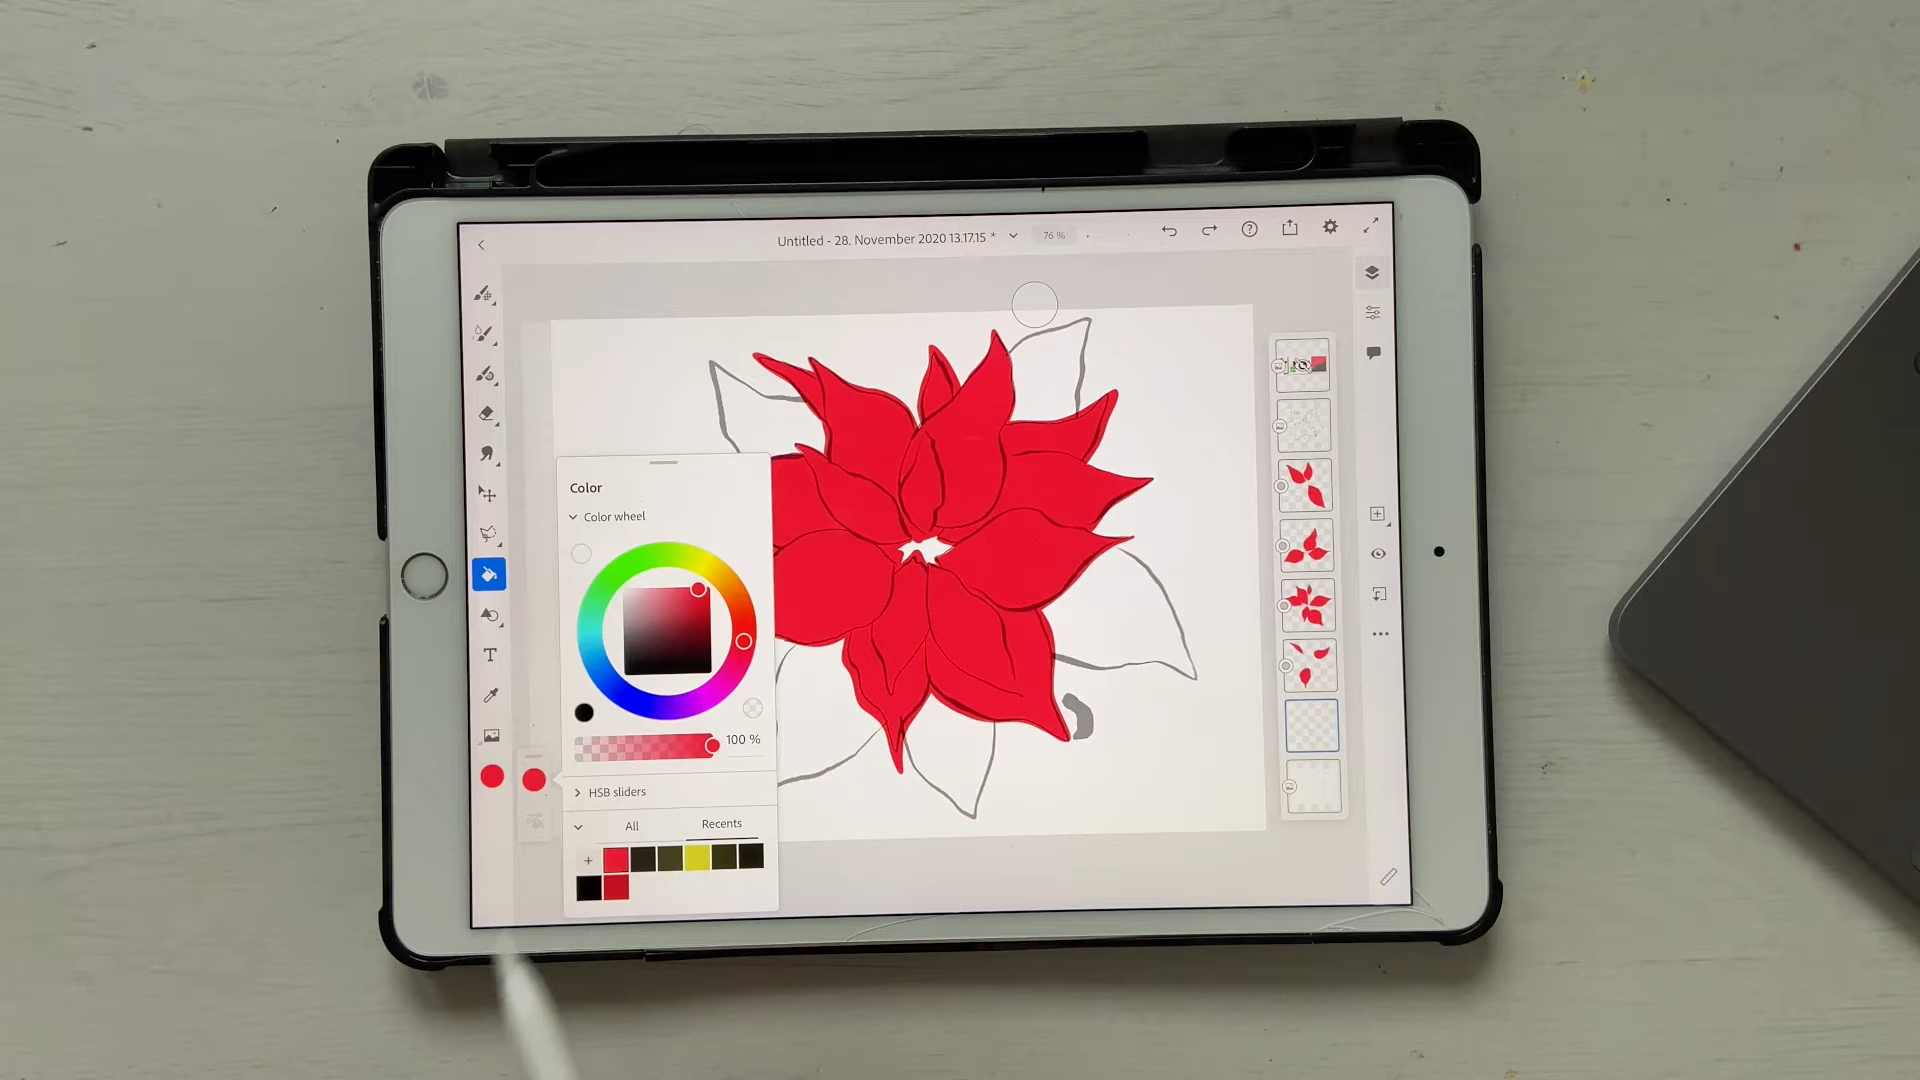 Untitled - 28. November 2020 13.17.15 *
76 %
Color
Color wheel
T
100 %
HSB sliders
All
Recents